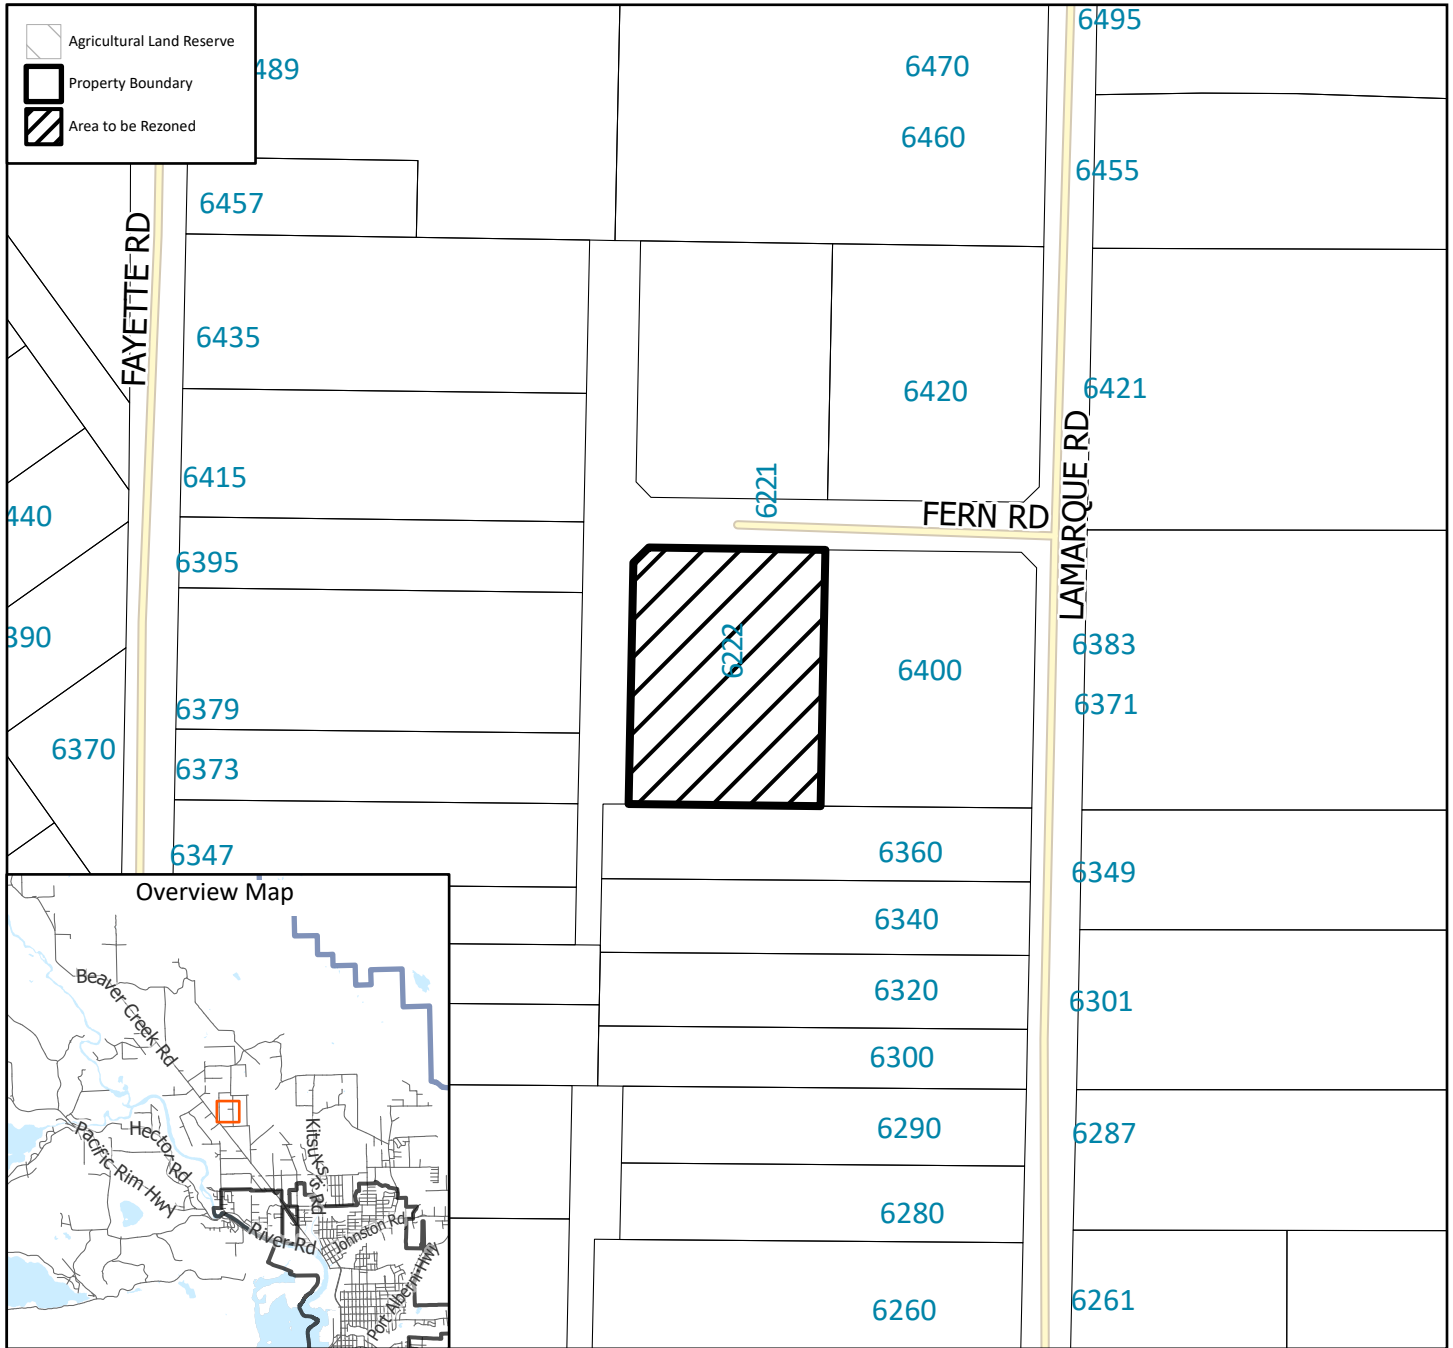 Agricultural Land Reserve
Property Boundary
Area to be Rezoned
489
6470
6495
6460
6455
6457
FAYETTE RD
6435
6420
6421
6415
6221
FERN RD
LAMARQUE RD
440
6395
6222
6400
6383
390
6379
6371
6370
6373
6347
6360
6349
6340
6320
6301
6300
6290
6287
6280
6260
6261
Overview Map
Beaver Creek Rd
Hector Rd
Pacific Rim Hwy
Kitsuksis Rd
River Rd
Johnston Rd
Port Alberni Hwy